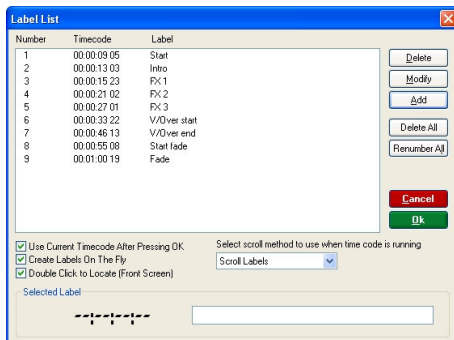 Label List
Number Timecode Label
1 00:00:09 05 Start
2 00:00:13 03 Intro
3 00:00:15 23 FX 1
4 00:00:21 02 FX 2
5 00:00:27 01 FX 3
6 00:00:33 22 V/Over start
7 00:00:46 13 V/Over end
8 00:00:55 08 Start fade
9 00:01:00 19 Fade
Delete
Modify
Add
Delete All
Renumber All
Cancel
Ok
Use Current Timecode After Pressing OK
Create Labels On The Fly
Double Click to Locate (Front Screen)
Select scroll method to use when time code is running
Scroll Labels
Selected Label
--:--:--:--